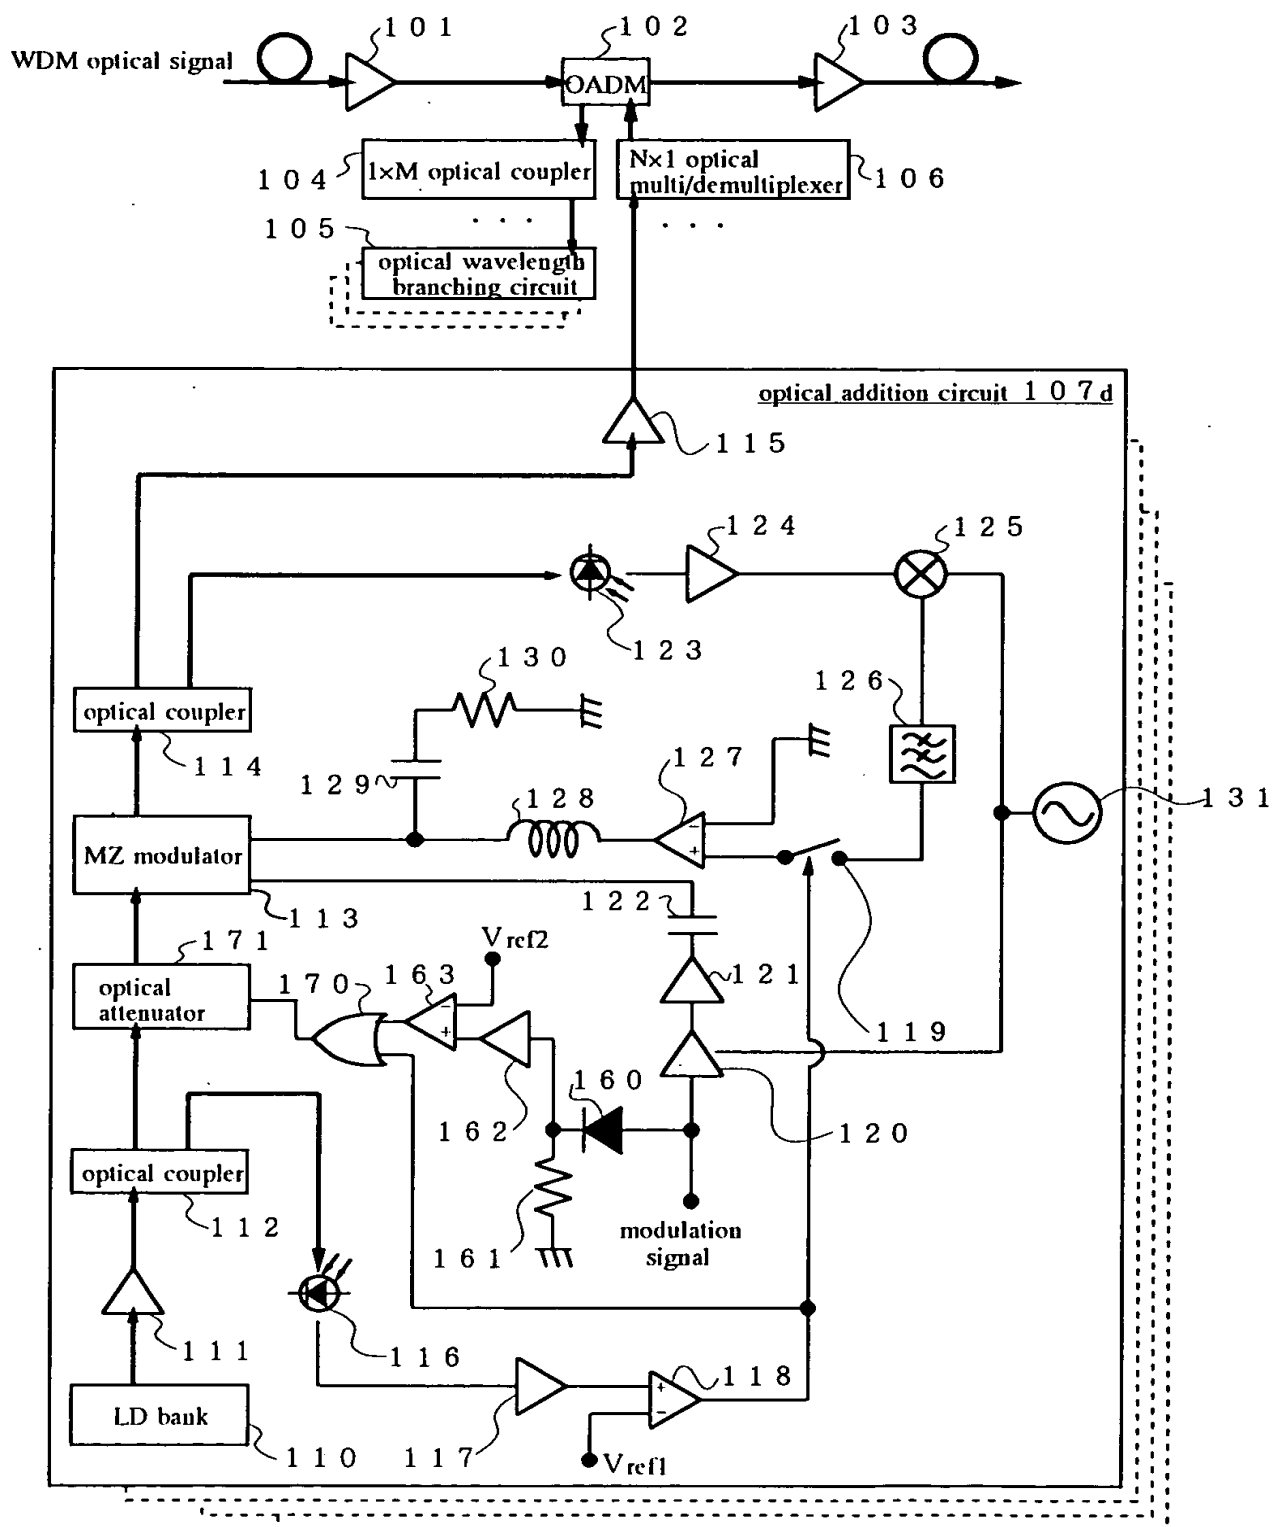 101
102
103
WDM optical signal
OADM
104
1×M optical coupler
N×1 optical
multi/demultiplexer
106
. . .
. . .
105
optical wavelength
branching circuit
optical addition circuit 107d
115
124
125
123
130
126
optical coupler
114
129
128
127
131
MZ modulator
113
122
171
Vref2
163
170
121
optical
attenuator
119
160
162
120
optical coupler
112
161
modulation
signal
111
116
118
LD bank
110
117
Vref1